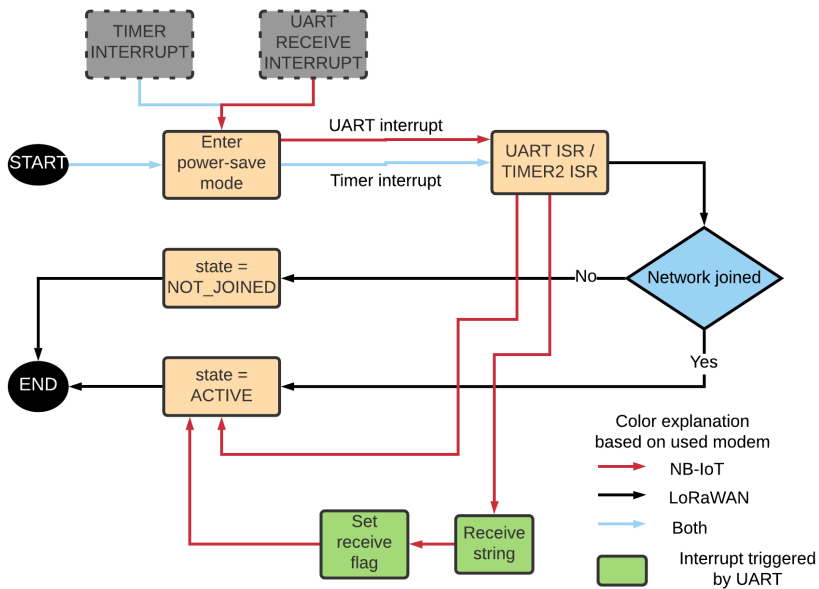 TIMER
INTERRUPT
UART
RECEIVE
INTERRUPT
START
Enter
power-save
mode
UART interrupt
Timer interrupt
UART ISR /
TIMER2 ISR
state =
NOT_JOINED
No
Network joined
Yes
END
state =
ACTIVE
Set
receive
flag
Receive
string
Color explanation
based on used modem
NB-IoT
LoRaWAN
Both
Interrupt triggered
by UART